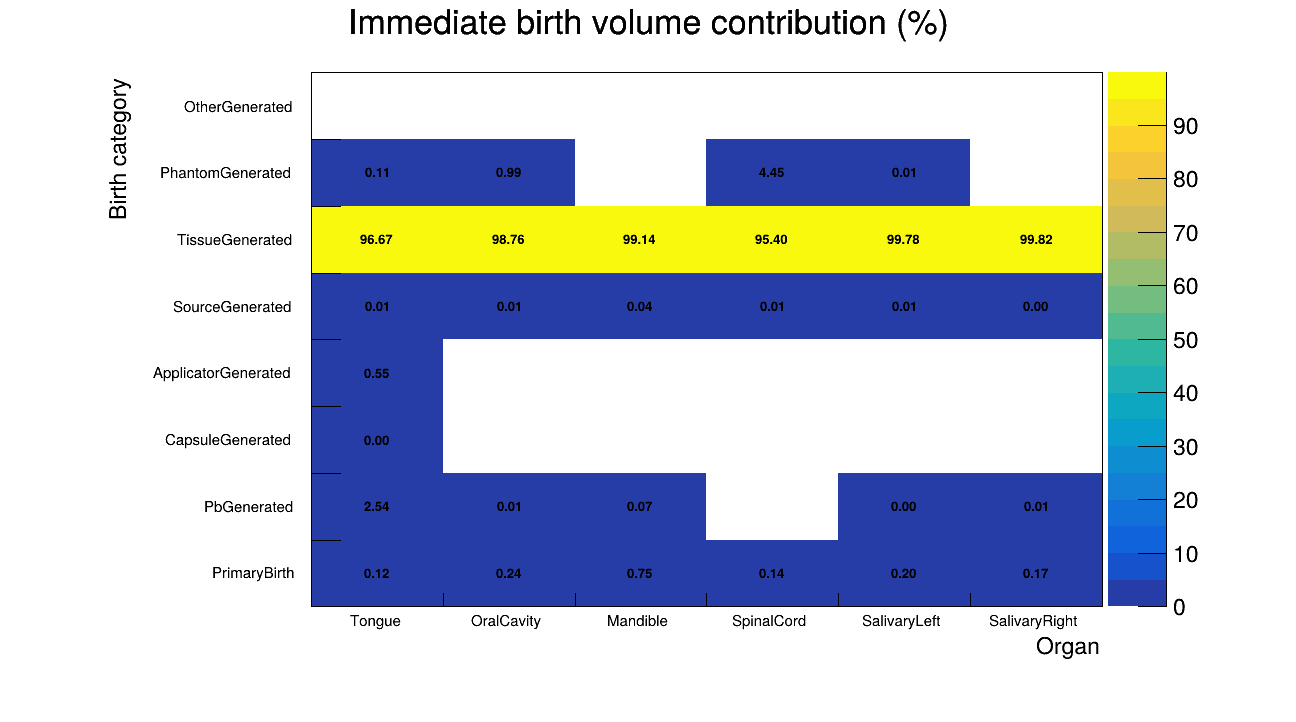 Immediate birth volume contribution (%)
Birth category
OtherGenerated
PhantomGenerated 0.11 0.99 4.45 0.01
TissueGenerated 96.67 98.76 99.14 95.40 99.78 99.82
SourceGenerated 0.01 0.01 0.04 0.01 0.01 0.00
ApplicatorGenerated 0.55
CapsuleGenerated 0.00
PbGenerated 2.54 0.01 0.07 0.00 0.01
PrimaryBirth 0.12 0.24 0.75 0.14 0.20 0.17
Tongue OralCavity Mandible SpinalCord SalivaryLeft SalivaryRight
Organ
90
80
70
60
50
40
30
20
10
0